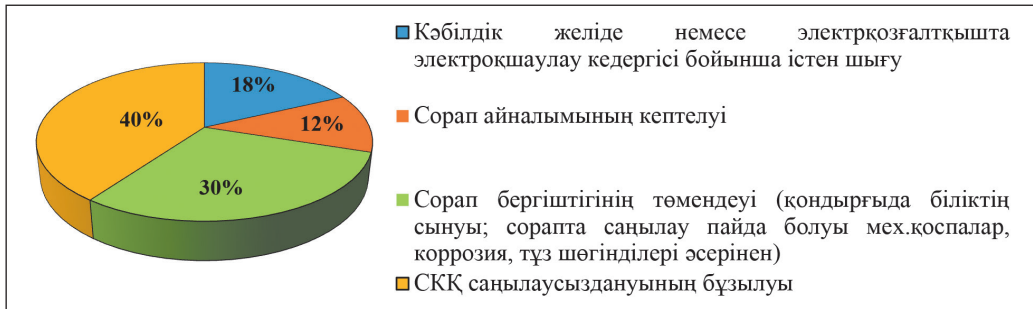 Кәбілдік желіде немесе электрқозғалтқышта
электроқшаулау кедергісі бойынша істен шығу
18%
40%
12%
Сорап айналымының кептелуі
30%
Сорап бергіштігінің төмендеуі (қондырғыда біліктің
сынуы; сорапта саңылау пайда болуы мех.қоспалар,
коррозия, тұз шөгінділері әсерінен)
СКҚ саңылаусыздануының бұзылуы